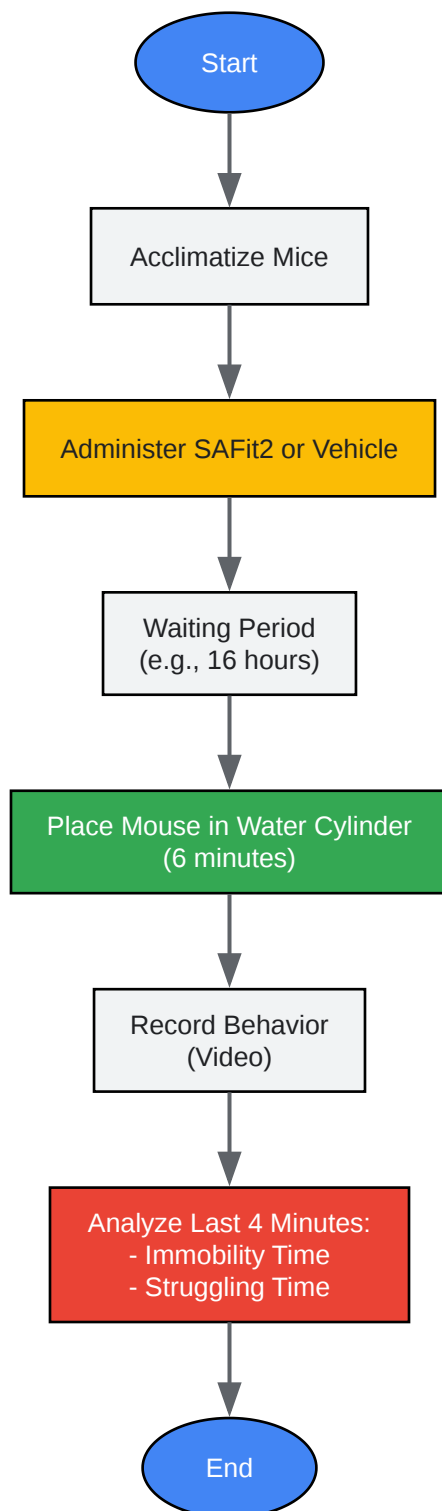 Start
Acclimatize Mice
Administer SAFit2 or Vehicle
Waiting Period
(e.g., 16 hours)
Place Mouse in Water Cylinder
(6 minutes)
Record Behavior
(Video)
Analyze Last 4 Minutes:
- Immobility Time
- Struggling Time
End